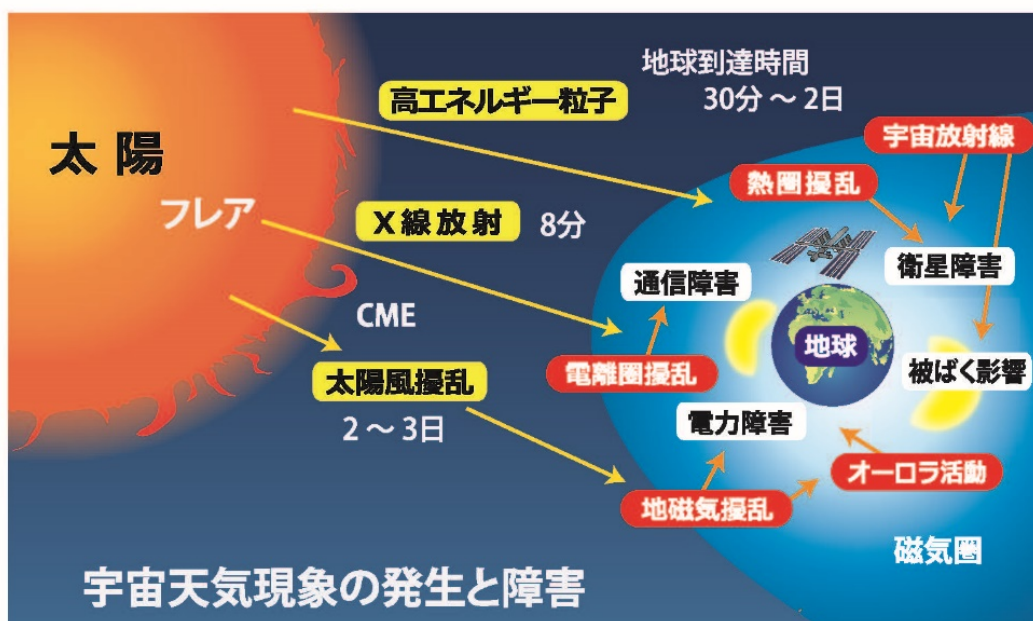 地球到達時間
高エネルギー粒子
30分 ～ 2日
宇宙放射線
太陽
熱圏擾乱
フレア
X線放射
8分
通信障害
衛星障害
CME
地球
電離圏擾乱
被ばく影響
太陽風擾乱
2 ～ 3日
電力障害
オーロラ活動
地磁気擾乱
磁気圏
宇宙天気現象の発生と障害